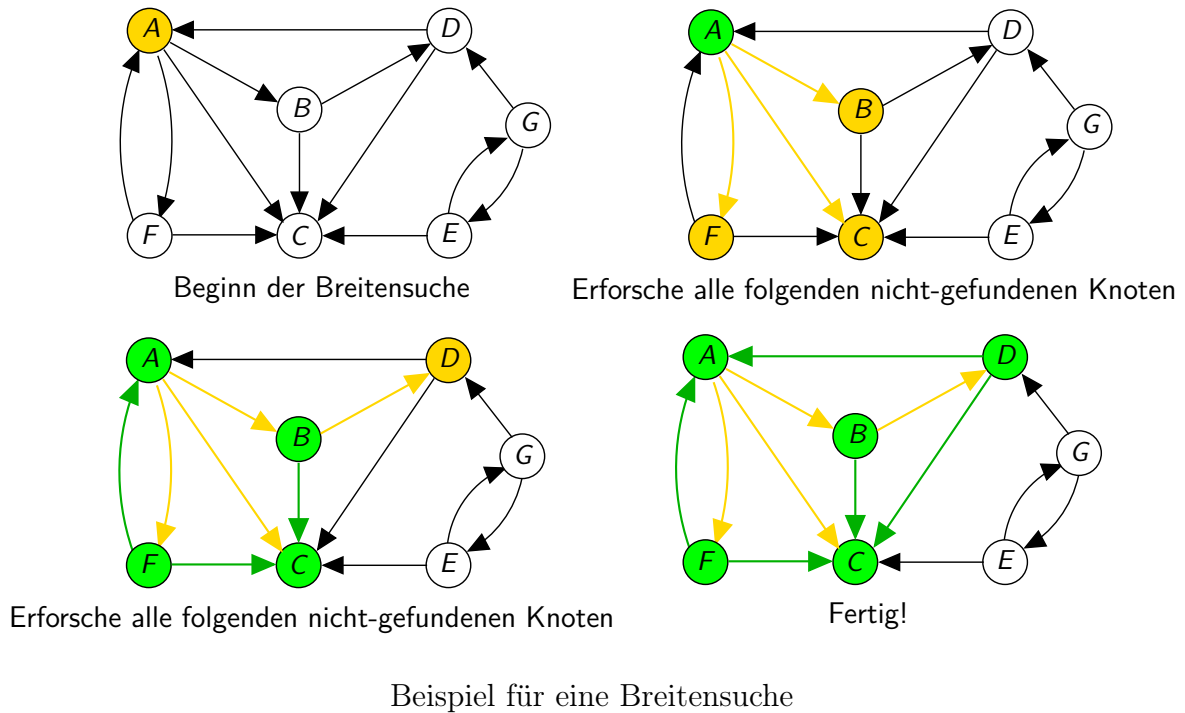 A
D
B
G
F
C
E
Beginn der Breitensuche
A
D
B
G
F
C
E
Erforsche alle folgenden nicht-gefundenen Knoten
A
D
B
G
F
C
E
Erforsche alle folgenden nicht-gefundenen Knoten
A
D
B
G
F
C
E
Fertig!
Beispiel für eine Breitensuche